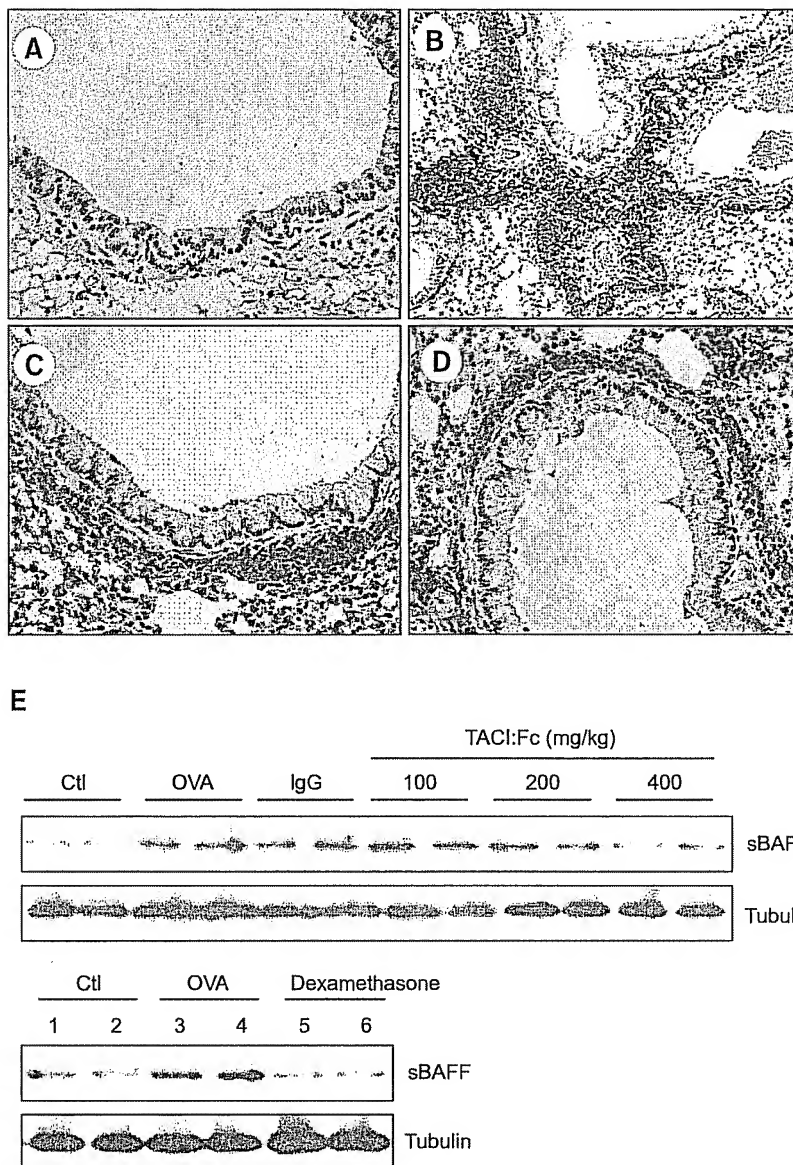 A
B
C
D
E
TACI:Fc (mg/kg)
Ctl OVA IgG 100 200 400
sBAF
Tubul
Ctl OVA Dexamethasone
1 2 3 4 5 6
sBAFF
Tubulin